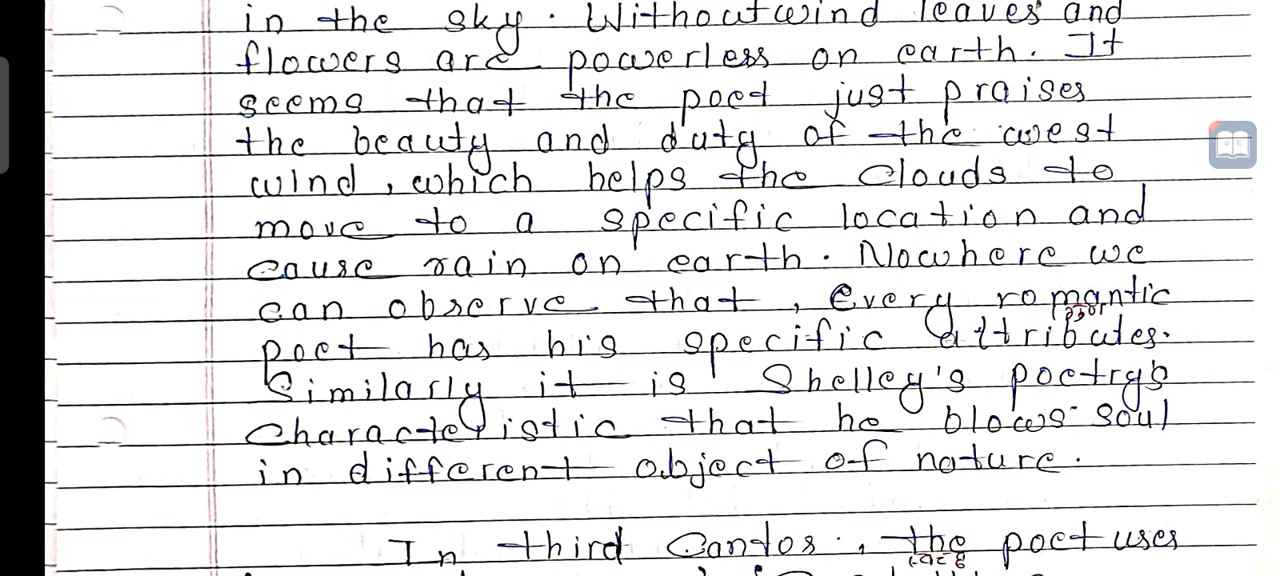 in the sky. Without wind leaves and
flowers are powerless on earth. It
seems that the poet just praises
the beauty and duty of the west
wind, which helps the clouds to
move to a specific location and
cause rain on earth. Nowhere we
can observe that, every romantic
poet has his specific attributes.
Similarly it is Shelley's poetry's
characteristic that he blows soul
in different object of nature.
In third Cantos, the poet uses